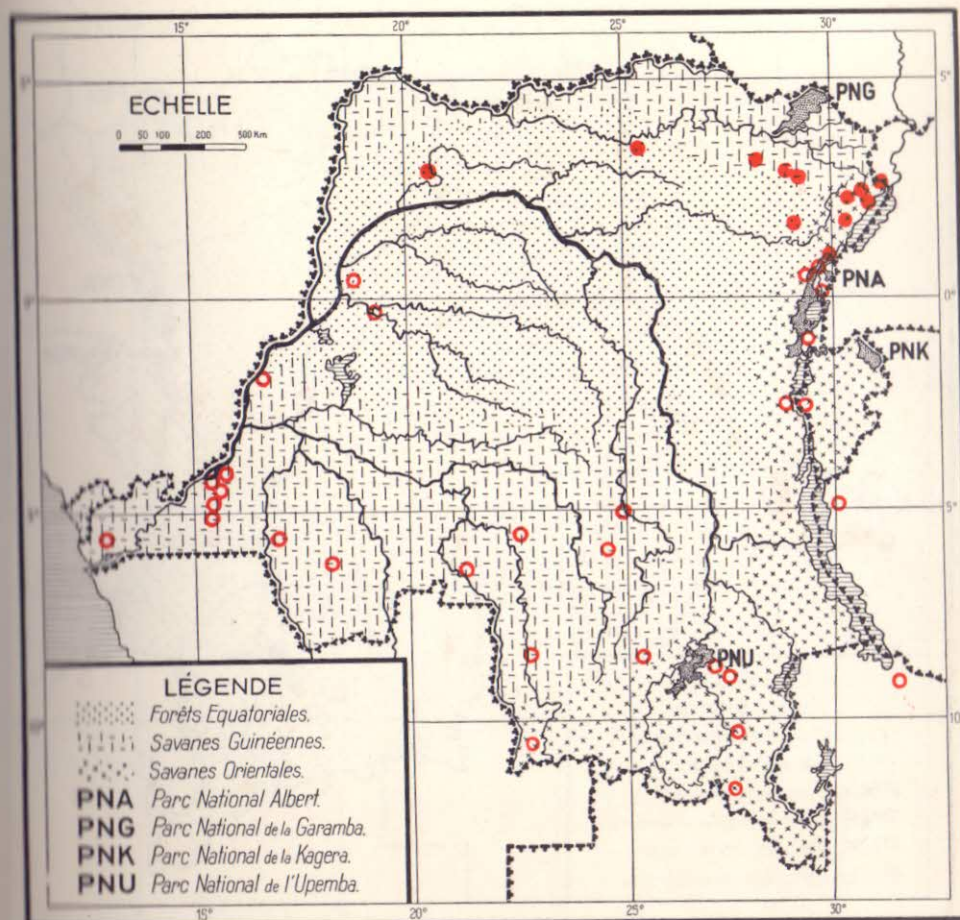 15° 20° 25° 30°
5° 5°
ECHELLE
0 50 100 200 500 Km
PNG
PNA
0° 0°
PNK
5°
PNU
10
LÉGENDE
Forêts Equatoriales.
Savanes Guinéennes.
Savanes Orientales.
PNA Parc National Albert.
PNG Parc National de la Garamba.
PNK Parc National de la Kagera.
PNU Parc National de l'Upemba.
15° 20° 25° 30°